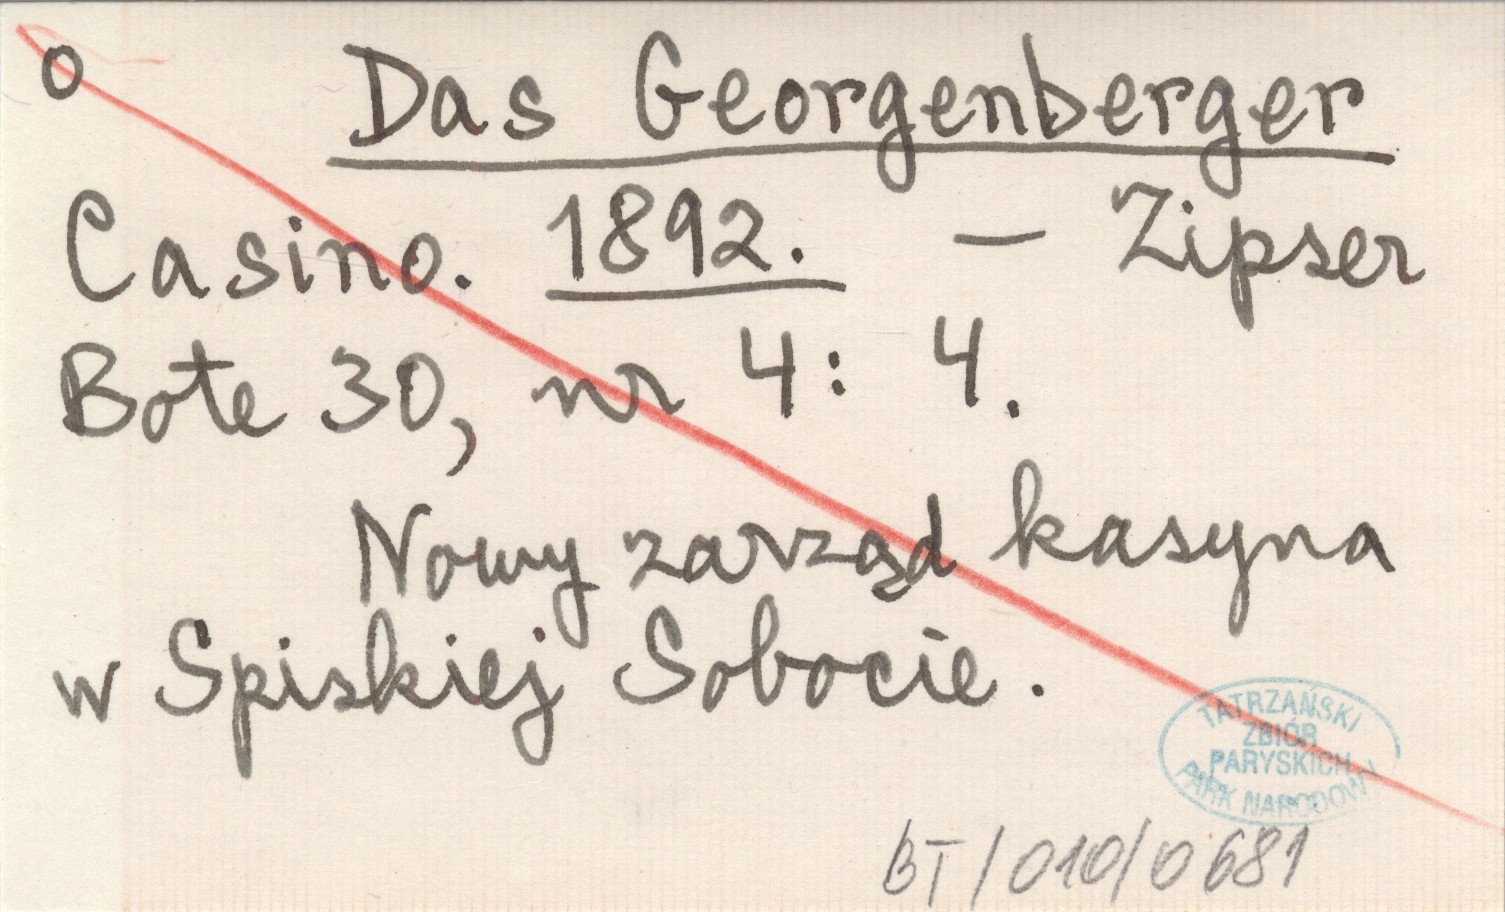 o Das Georgenberger
Casino. 1892. — Zipser
Bote 30, nr 4: 4.
Nowy zarząd kasyna
w Spiskiej Sobocie.
TATRZAŃSKI
ZBIÓR
PARYSKICH
PARK NARODOWY
BT/010/0681